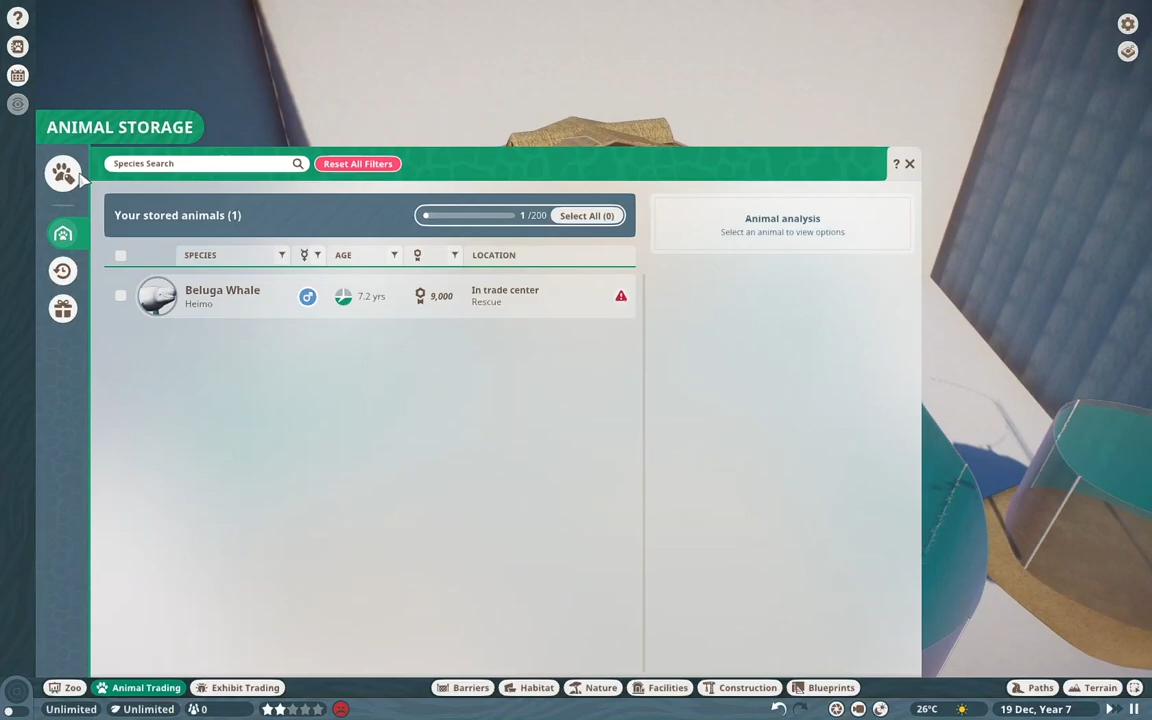 ?
ANIMAL STORAGE
Species Search
Reset All Filters
?
Your stored animals (1)
1 /200
Select All (0)
Animal analysis
Select an animal to view options
SPECIES
AGE
LOCATION
Beluga Whale
Heimo
7.2 yrs
9,000
In trade center
Rescue
Zoo
Animal Trading
Exhibit Trading
Barriers
Habitat
Nature
Facilities
Construction
Blueprints
Paths
Terrain
Unlimited
Unlimited
0
26°C
19 Dec, Year 7